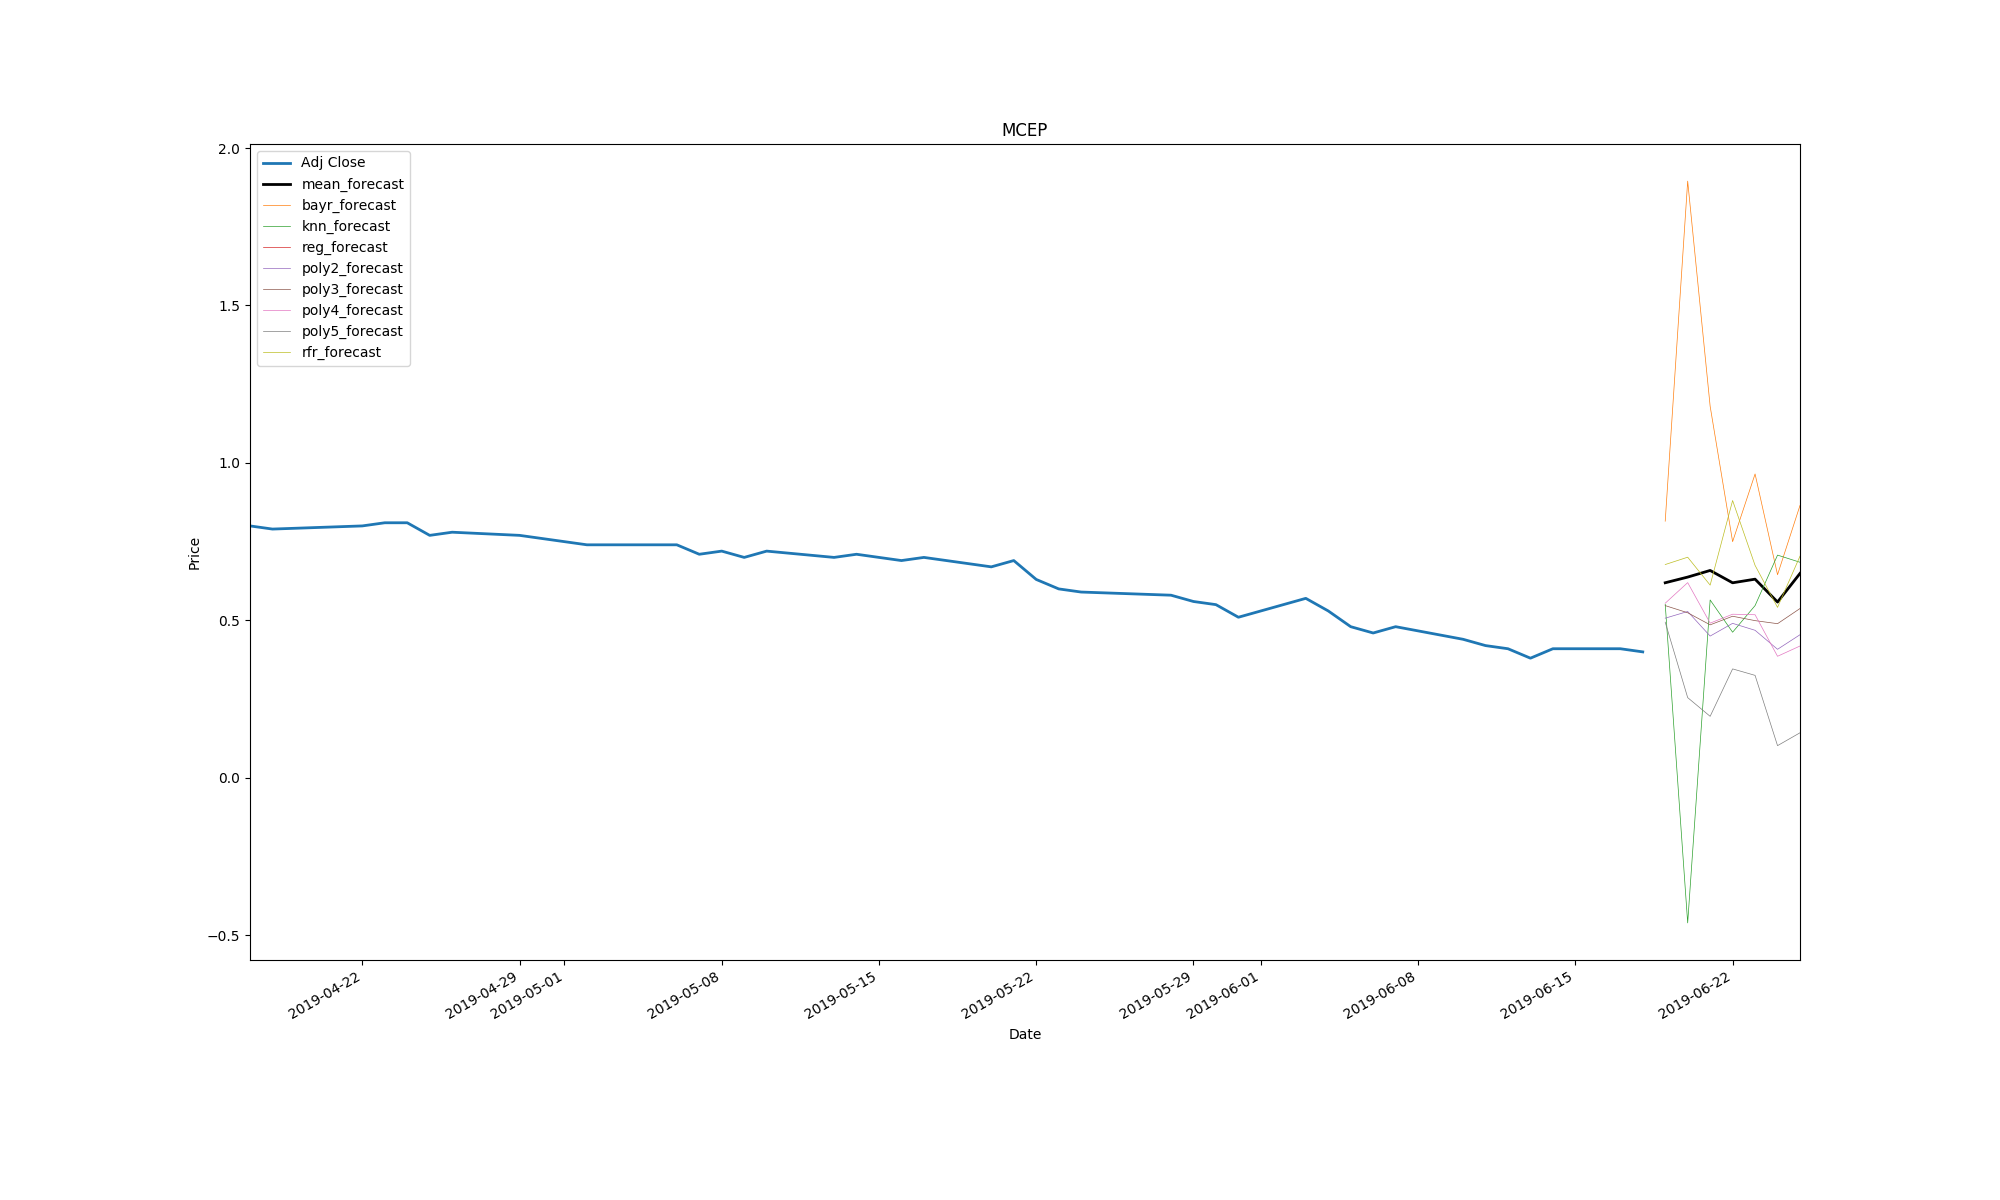 MCEP
2.0
1.5
1.0
0.5
0.0
−0.5
Price
Adj Close
mean_forecast
bayr_forecast
knn_forecast
reg_forecast
poly2_forecast
poly3_forecast
poly4_forecast
poly5_forecast
rfr_forecast
2019-04-22
2019-04-29
2019-05-01
2019-05-08
2019-05-15
2019-05-22
2019-05-29
2019-06-01
2019-06-08
2019-06-15
2019-06-22
Date